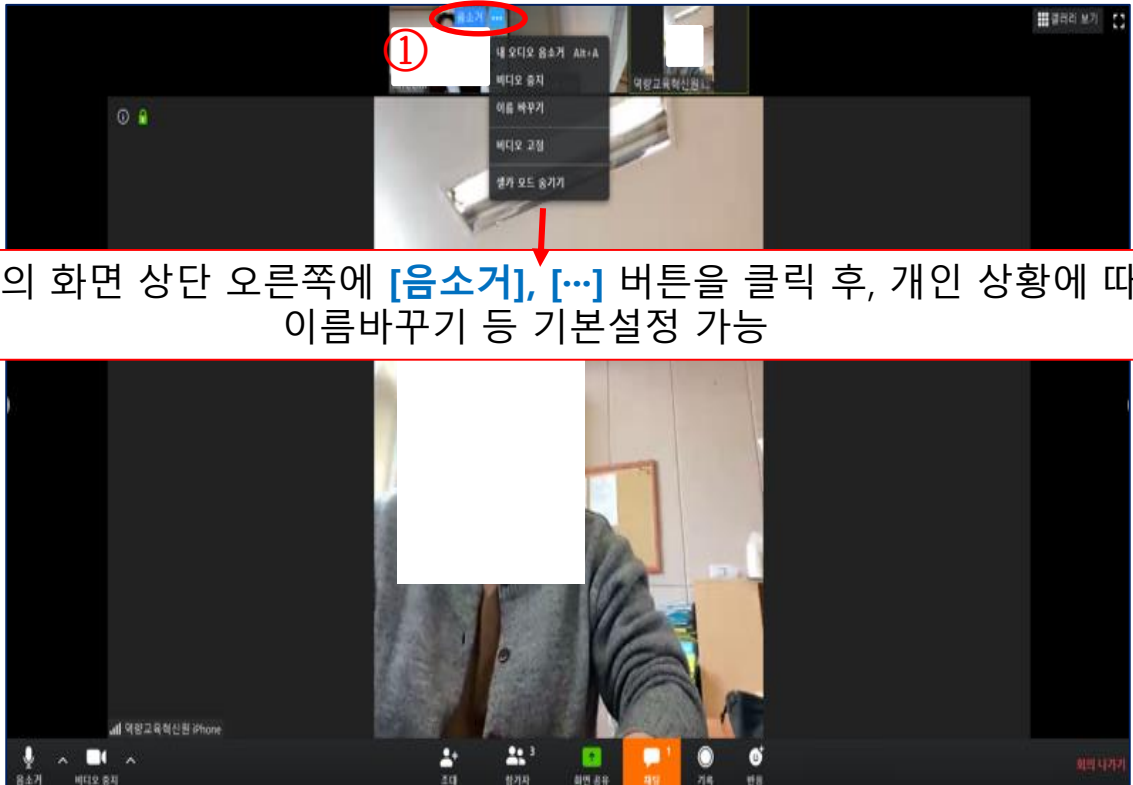 음소거 ···
갤러리 보기
①
내 오디오 음소거 Alt+A
비디오 중지
이름 바꾸기
비디오 고정
셀카 모드 숨기기
역량교육혁신원
의 화면 상단 오른쪽에 [음소거], [···] 버튼을 클릭 후, 개인 상황에 따
이름바꾸기 등 기본설정 가능
역량교육혁신원 iPhone
음소거
비디오 중지
초대
참가자 3
화면 공유
채팅 1
기록
반응
회의 나가기